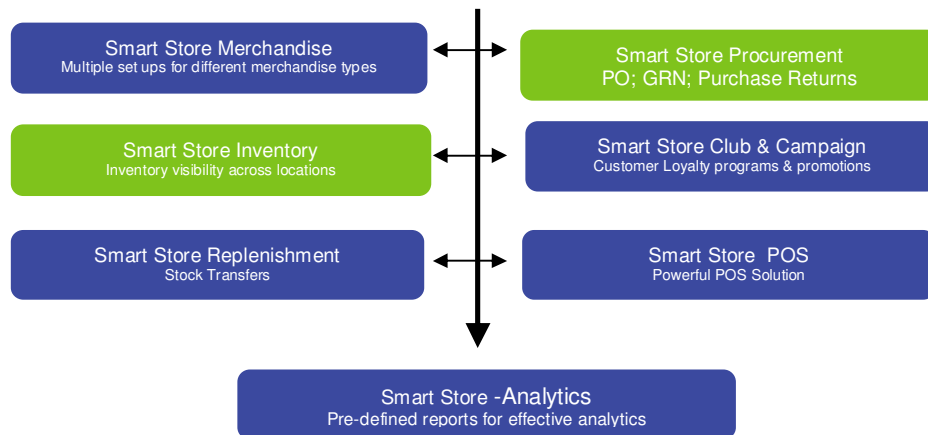 Smart Store Merchandise
Multiple set ups for different merchandise types
Smart Store Procurement
PO; GRN; Purchase Returns
Smart Store Inventory
Inventory visibility across locations
Smart Store Club & Campaign
Customer Loyalty programs & promotions
Smart Store Replenishment
Stock Transfers
Smart Store POS
Powerful POS Solution
Smart Store -Analytics
Pre-defined reports for effective analytics